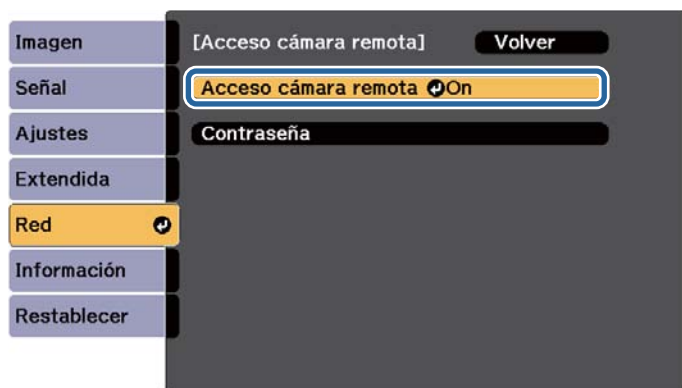 Imagen
Señal
Ajustes
Extendida
Red
Información
Restablecer
[Acceso cámara remota] Volver
Acceso cámara remota On
Contraseña